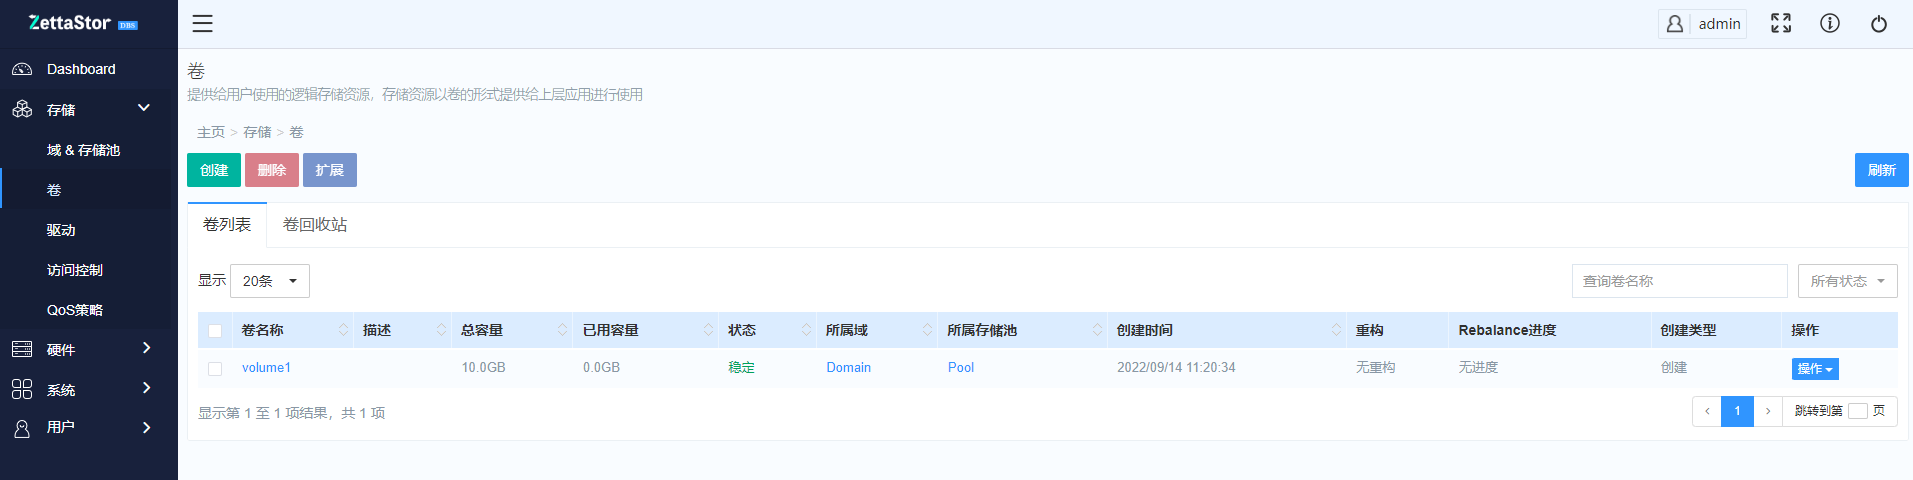 ZettaStor DBS
admin
Dashboard
存储
域 & 存储池
卷
驱动
访问控制
QoS策略
硬件
系统
用户
卷
提供给用户使用的逻辑存储资源，存储资源以卷的形式提供给上层应用进行使用
主页 > 存储 > 卷
创建 删除 扩展 刷新
卷列表 卷回收站
显示 20条 查询卷名称 所有状态
卷名称 描述 总容量 已用容量 状态 所属域 所属存储池 创建时间 重构 Rebalance进度 创建类型 操作
volume1 10.0GB 0.0GB 稳定 Domain Pool 2022/09/14 11:20:34 无重构 无进度 创建 操作
显示第 1 至 1 项结果，共 1 项 ‹ 1 › 跳转到第 页